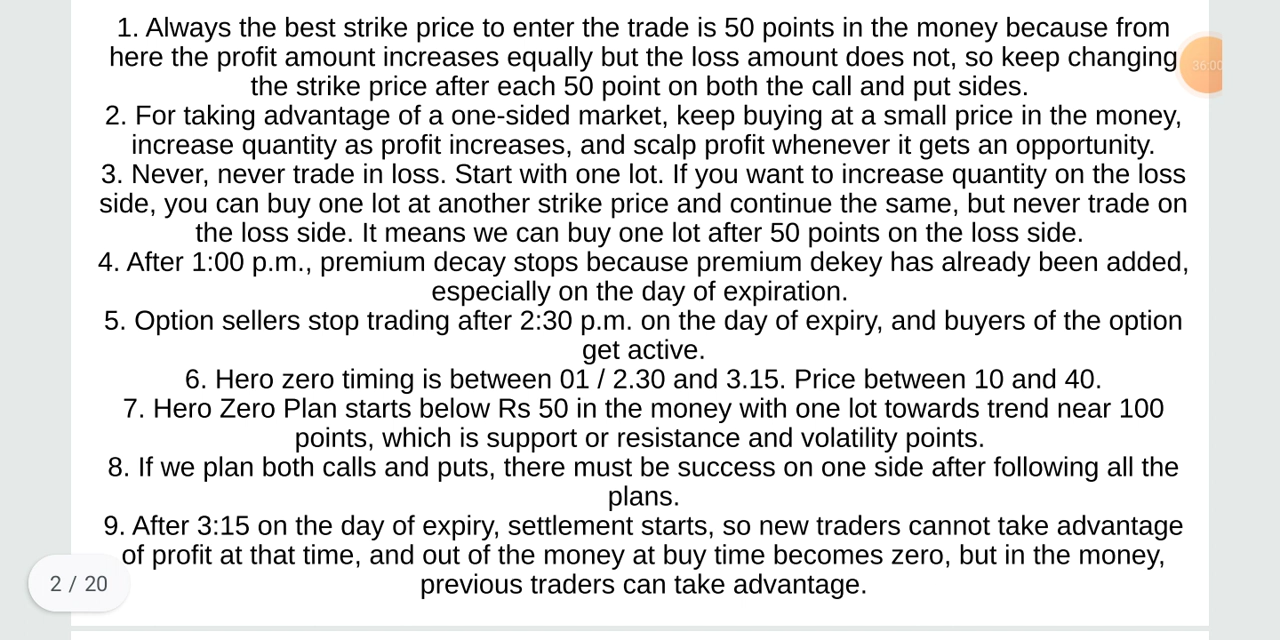 1. Always the best strike price to enter the trade is 50 points in the money because from
here the profit amount increases equally but the loss amount does not, so keep changing
the strike price after each 50 point on both the call and put sides.
2. For taking advantage of a one-sided market, keep buying at a small price in the money,
increase quantity as profit increases, and scalp profit whenever it gets an opportunity.
3. Never, never trade in loss. Start with one lot. If you want to increase quantity on the loss
side, you can buy one lot at another strike price and continue the same, but never trade on
the loss side. It means we can buy one lot after 50 points on the loss side.
4. After 1:00 p.m., premium decay stops because premium dekey has already been added,
especially on the day of expiration.
5. Option sellers stop trading after 2:30 p.m. on the day of expiry, and buyers of the option
get active.
6. Hero zero timing is between 01 / 2.30 and 3.15. Price between 10 and 40.
7. Hero Zero Plan starts below Rs 50 in the money with one lot towards trend near 100
points, which is support or resistance and volatility points.
8. If we plan both calls and puts, there must be success on one side after following all the
plans.
9. After 3:15 on the day of expiry, settlement starts, so new traders cannot take advantage
of profit at that time, and out of the money at buy time becomes zero, but in the money,
previous traders can take advantage.
36:00
2 / 20